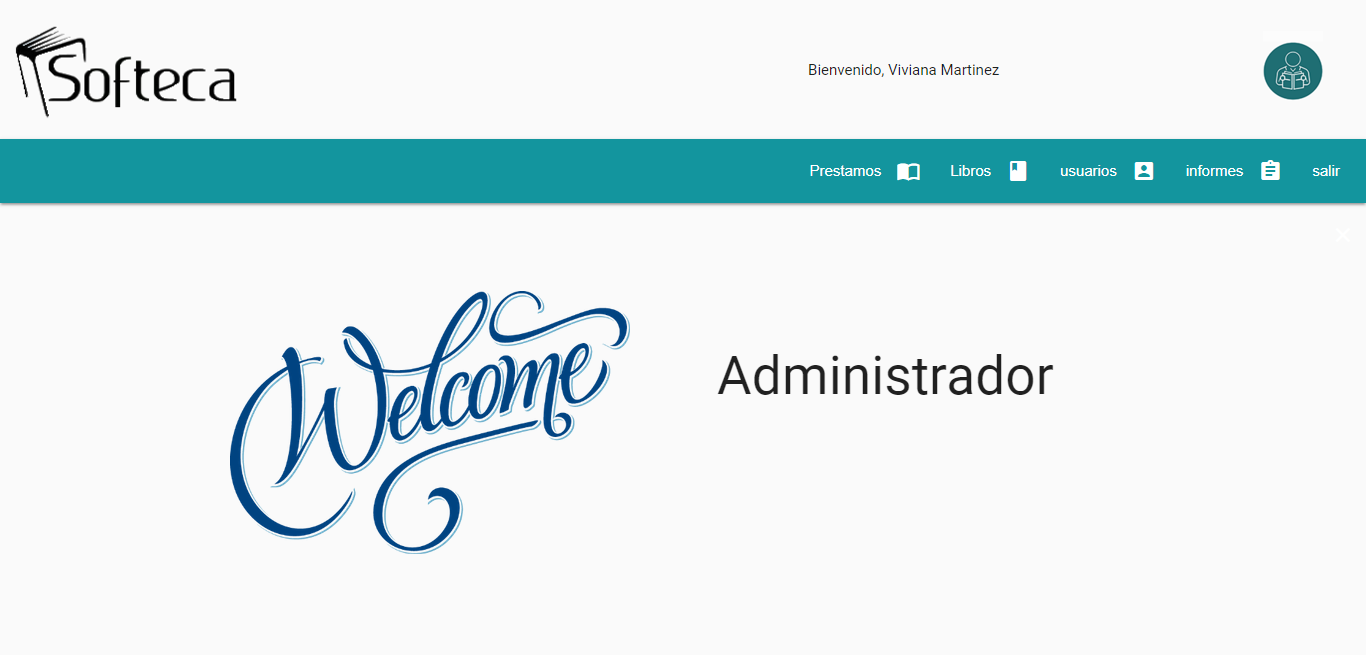 Softeca
Bienvenido, Viviana Martinez
Prestamos Libros usuarios informes salir
Welcome
Administrador